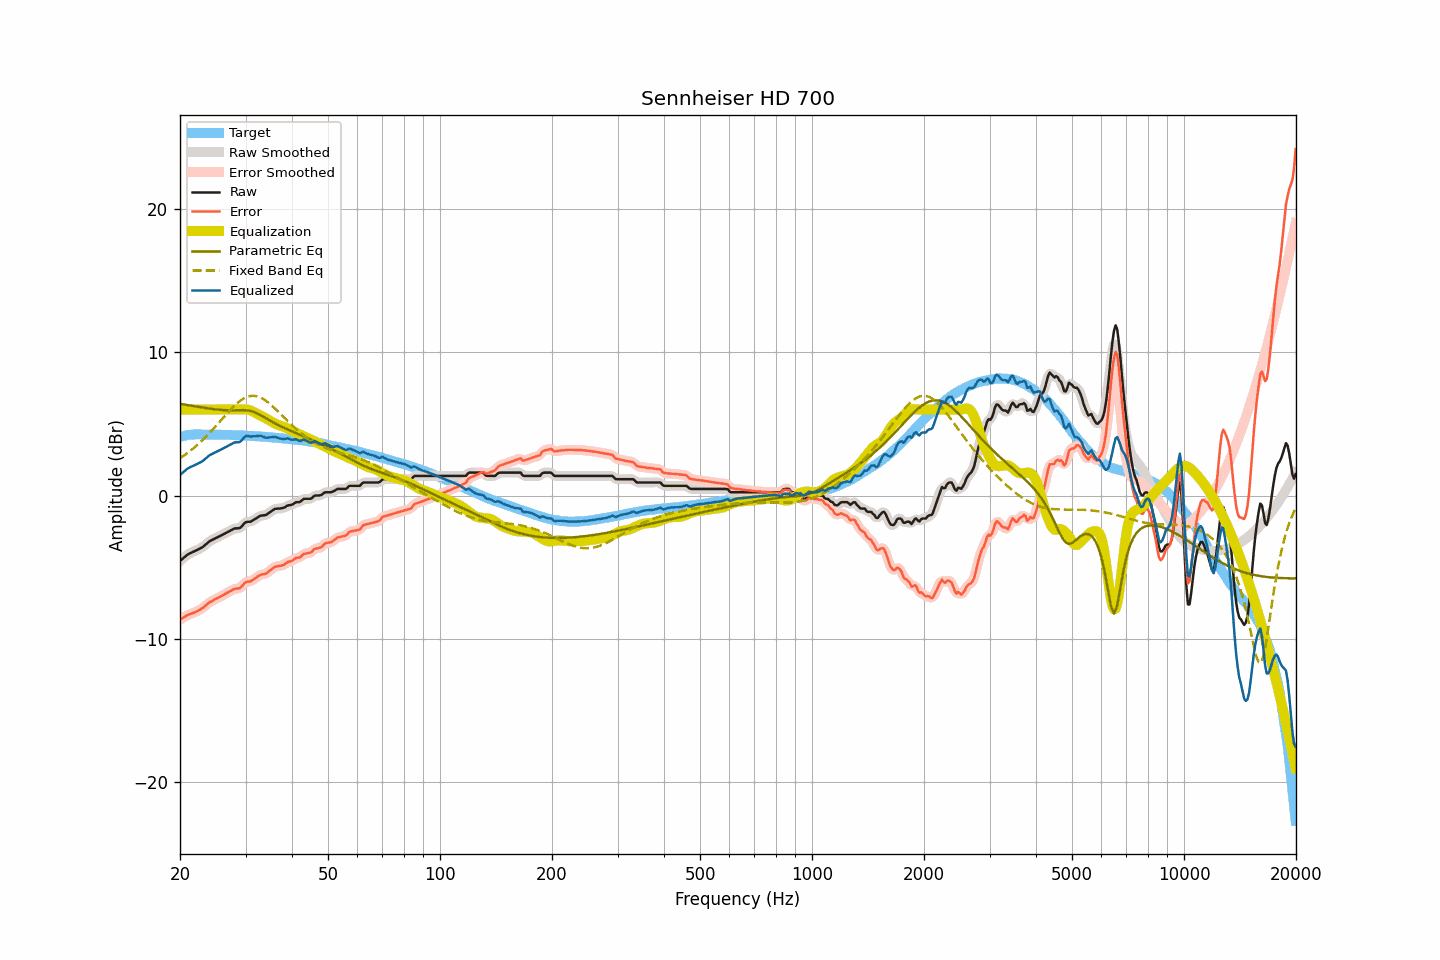 Sennheiser HD 700
Target
Raw Smoothed
Error Smoothed
Raw
Error
Equalization
Parametric Eq
Fixed Band Eq
Equalized
Amplitude (dBr)
20
10
0
−10
−20
20 50 100 200 500 1000 2000 5000 10000 20000
Frequency (Hz)